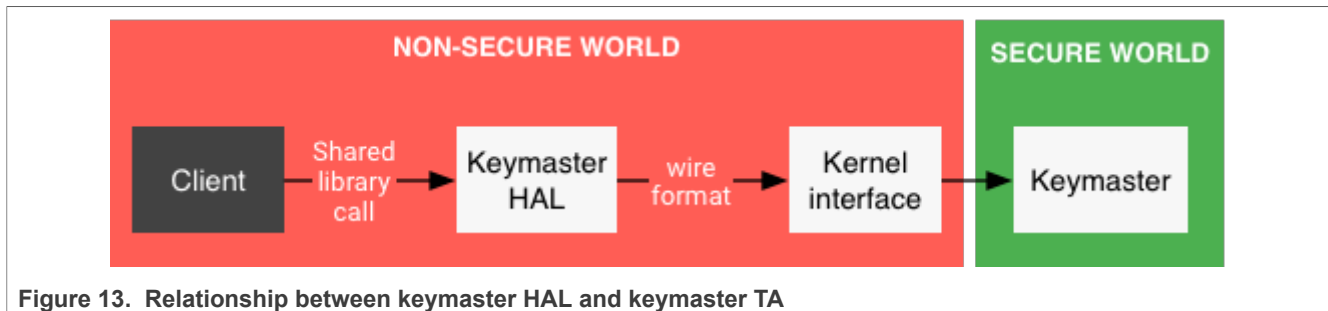 NON-SECURE WORLD
SECURE WORLD
Client
Shared
library
call
Keymaster
HAL
wire
format
Kernel
interface
Keymaster
Figure 13. Relationship between keymaster HAL and keymaster TA